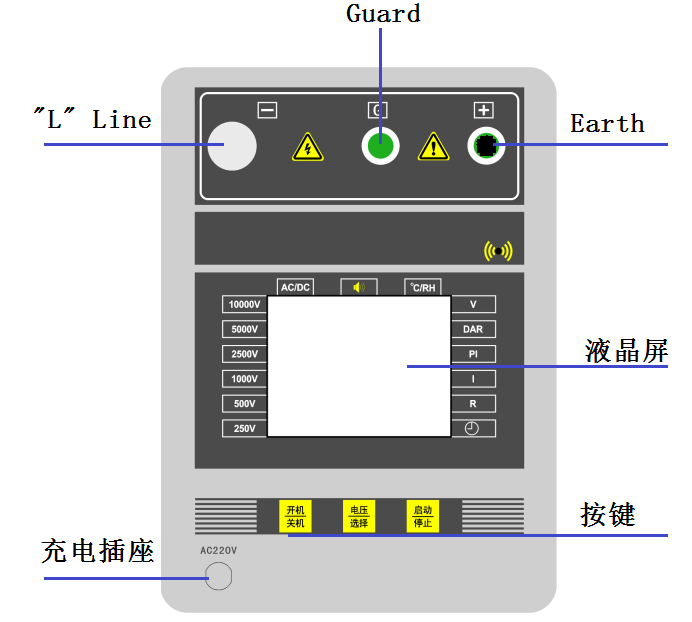 Guard
"L" Line
G
Earth
AC/DC
°C/RH
10000V
V
5000V
DAR
2500V
PI
液晶屏
1000V
I
500V
R
250V
开机
关机
电压
选择
启动
停止
按键
充电插座
AC220V